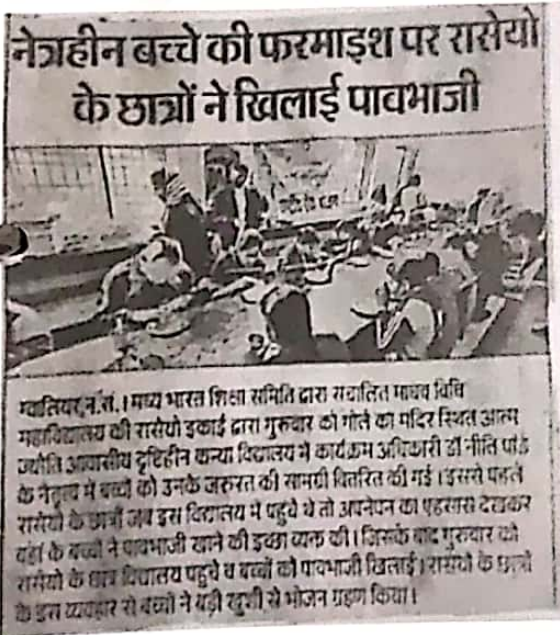 नेत्रहीन बच्चे की फरमाइश पर रासेयो
के छात्रों ने खिलाई पावभाजी
ग्वालियर, न.सं.। मध्य भारत शिक्षा समिति द्वारा संचालित माधव विधि
महाविद्यालय की रासेयो इकाई द्वारा गुरुवार को गोले का मंदिर स्थित आत्म
ज्योति आवासीय दृष्टिहीन कन्या विद्यालय में कार्यक्रम अधिकारी डॉ नीति पांडे
के नेतृत्व में बच्चों को उनके जरुरत की सामग्री वितरित की गई। इससे पहले
रासेयो के छात्र जब इस विद्यालय में पहुचे थे तो अपनेपन का एहसास देखकर
वहां के बच्चों ने पावभाजी खाने की इच्छा व्यक्त की। जिसके बाद गुरुवार को
रासेयो के छात्र विद्यालय पहुचे व बच्चों को पावभाजी खिलाई। रासेयो के छात्रों
के इस व्यवहार से बच्चों ने बड़ी खुशी से भोजन ग्रहण किया।